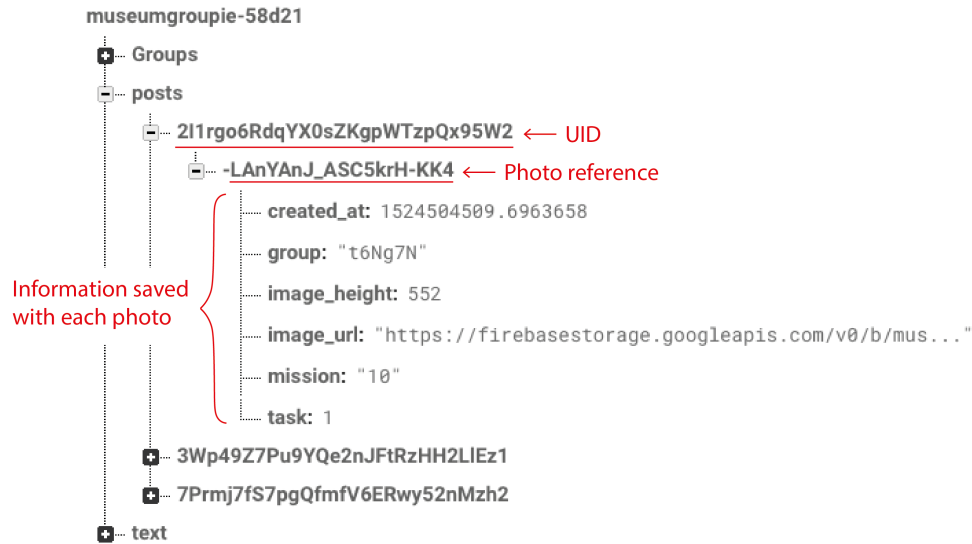 museumgroupie-58d21
Groups
posts
2I1rgo6RdqYX0sZKgpWTzpQx95W2 UID
-LAnYAnJ_ASC5krH-KK4 Photo reference
created_at: 1524504509.6963658
group: "t6Ng7N"
image_height: 552
Information saved
with each photo
image_url: "https://firebasestorage.googleapis.com/v0/b/mus..."
mission: "10"
task: 1
3Wp49Z7Pu9YQe2nJFtRzHH2LlEz1
7Prmj7fS7pgQfmfV6ERwy52nMzh2
text